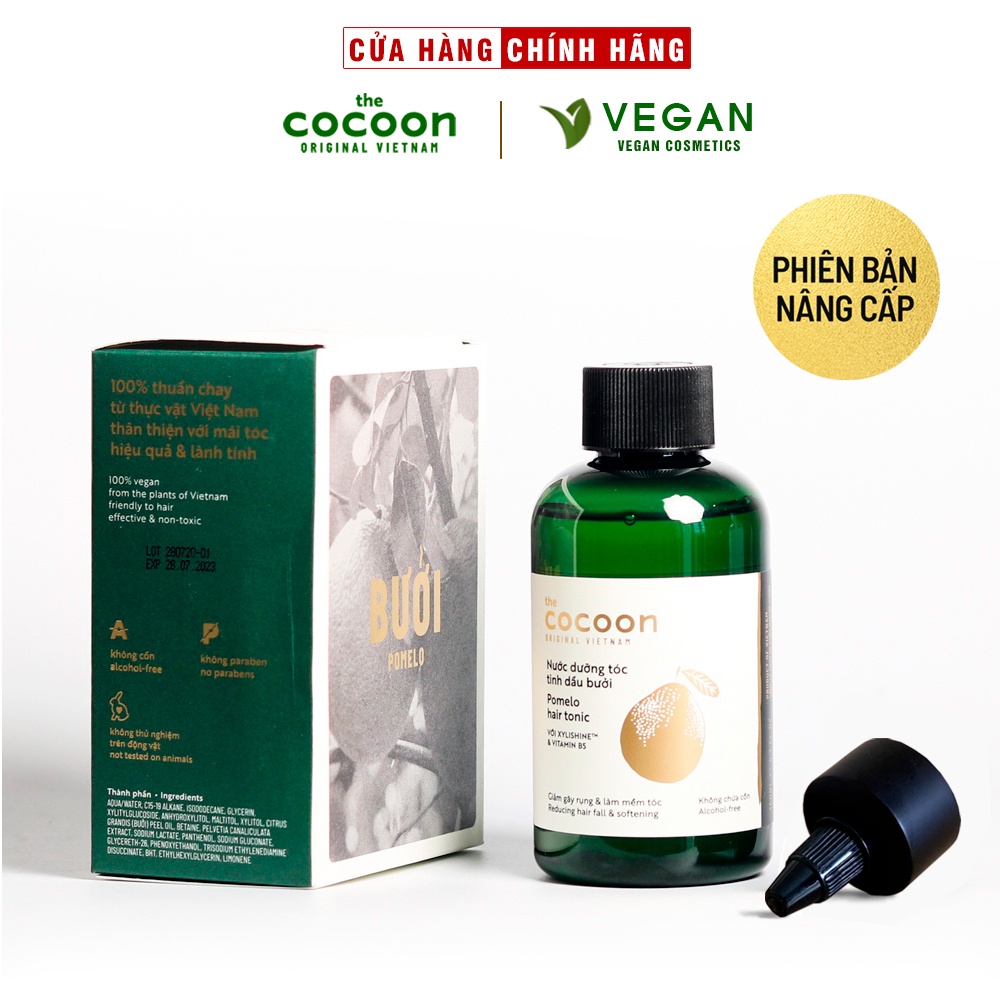 CỬA HÀNG CHÍNH HÃNG
the
cocoon
ORIGINAL VIETNAM
VEGAN
VEGAN COSMETICS
PHIÊN BẢN
NÂNG CẤP
100% thuần chay
từ thực vật Việt Nam
thân thiện với mái tóc
hiệu quả & lành tính
100% vegan
from the plants of Vietnam
friendly to hair
effective & non-toxic
LOT 280720-01
EXP 28.07.2023
không cồn
alcohol-free
không paraben
no parabens
không thử nghiệm
trên động vật
not tested on animals
Thành phần • Ingredients
AQUA/WATER, C15-19 ALKANE, ISODODECANE, GLYCERIN,
XYLITYLGLUCOSIDE, ANHYDROXYLITOL, MALTITOL, XYLITOL, CITRUS
GRANDIS (BUỞI) PEEL OIL, BETAINE, PELVETIA CANALICULATA
EXTRACT, SODIUM LACTATE, PANTHENOL, SODIUM GLUCONATE,
GLYCERETH-26, PHENOXYETHANOL, TRISODIUM ETHYLENEDIAMINE
DISUCCINATE, BHT, ETHYLHEXYLGLYCERIN, LIMONENE
BƯỞI
POMELO
the
cocoon
ORIGINAL VIETNAM
Nước dưỡng tóc
tinh dầu bưởi
Pomelo
hair tonic
VỚI XYLISHINE™
& VITAMIN B5
Giảm gãy rụng & làm mềm tóc
Reducing hair fall & softening
Không chứa cồn
Alcohol-free